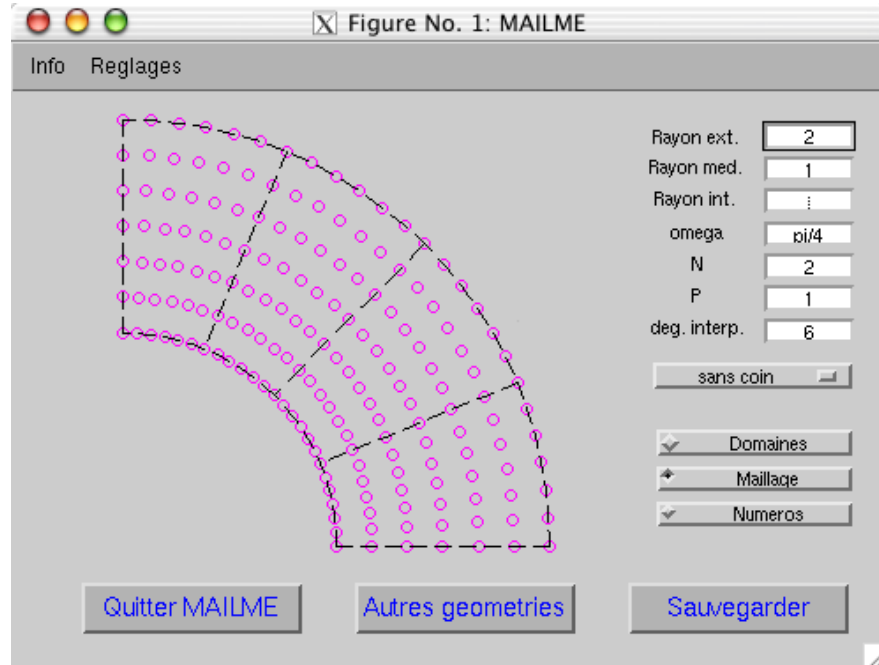 Figure No. 1: MAILME
Info Reglages
Rayon ext. 2
Rayon med. 1
Rayon int.
omega pi/4
N 2
P 1
deg. interp. 6
sans coin
Domaines
Maillage
Numeros
Quitter MAILME Autres geometries Sauvegarder